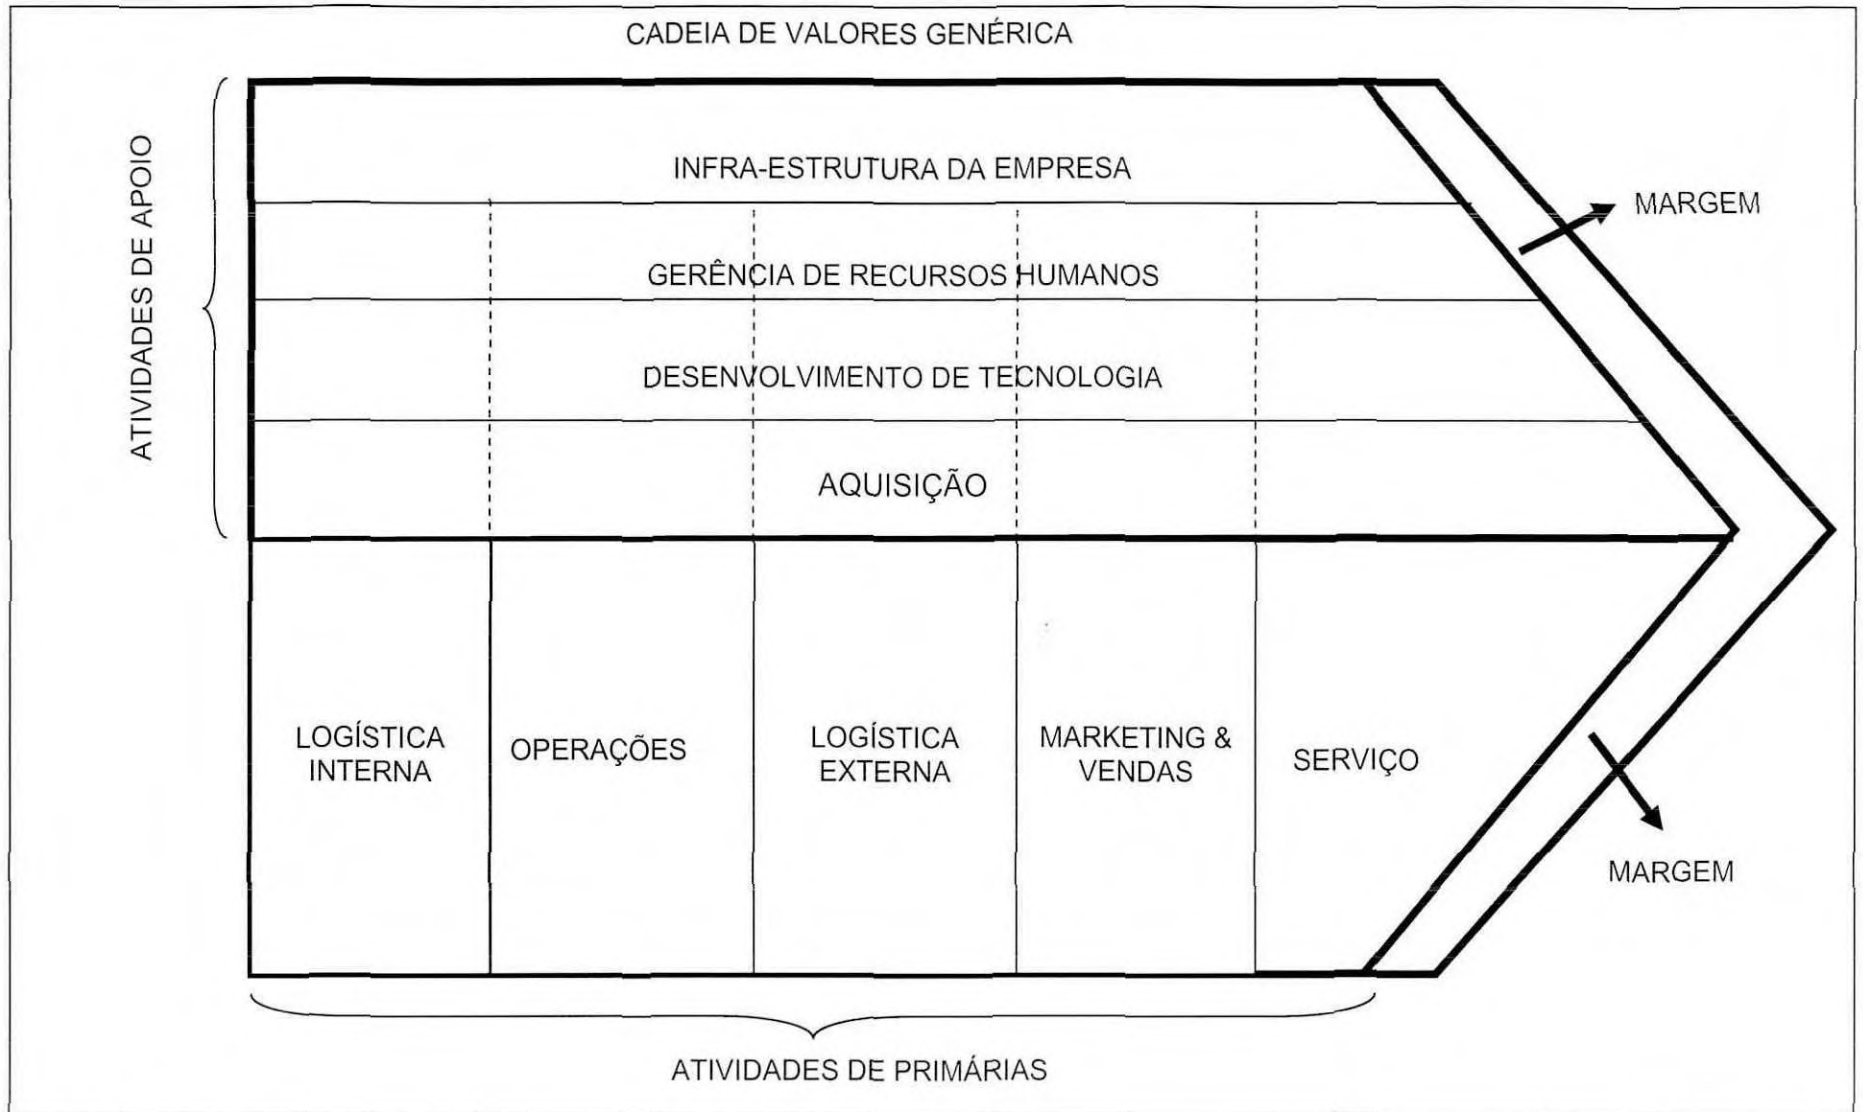 CADEIA DE VALORES GENÉRICA
ATIVIDADES DE APOIO
INFRA-ESTRUTURA DA EMPRESA
MARGEM
GERÊNCIA DE RECURSOS HUMANOS
DESENVOLVIMENTO DE TECNOLOGIA
AQUISIÇÃO
LOGÍSTICA
INTERNA
OPERAÇÕES
LOGÍSTICA
EXTERNA
MARKETING &
VENDAS
SERVIÇO
MARGEM
ATIVIDADES DE PRIMÁRIAS